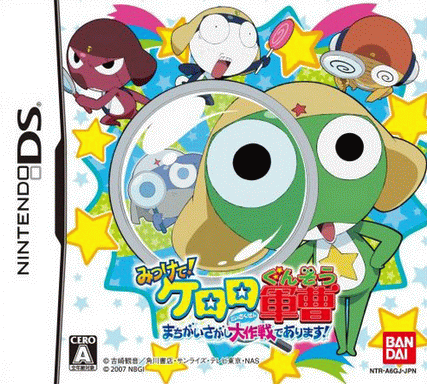 NINTENDO DS
みつけて!
ケロロ軍曹
ぐんそう
まちがいさがし大作戦であります!
だいさくせん
CERO
A
全年齢対象
© 吉崎観音/角川書店・サンライズ・テレビ東京・NAS
© 2007 NBGI
BAN
DAI
NTR-A6GJ-JPN